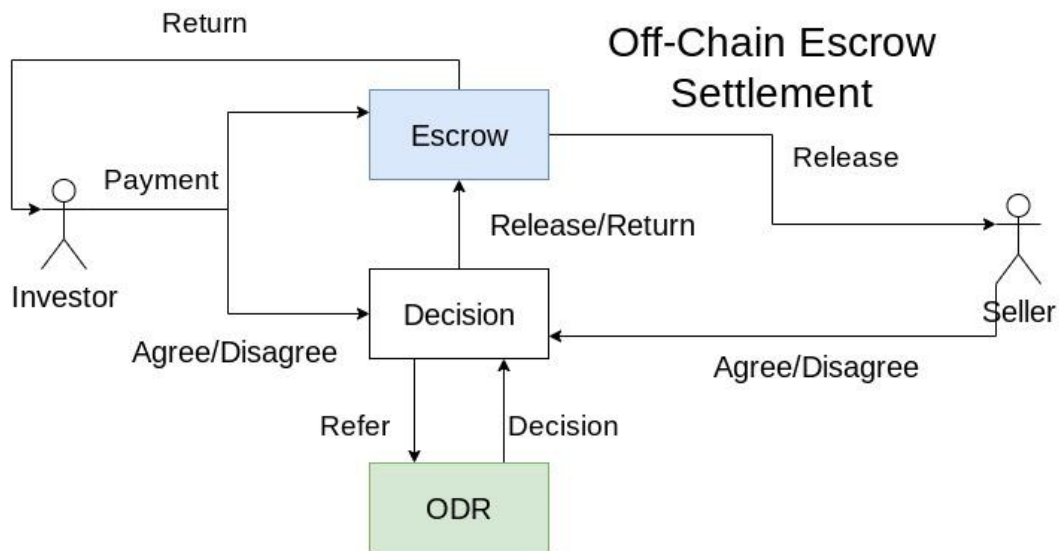 Return
Off-Chain Escrow
Settlement
Escrow
Release
Payment
Release/Return
Investor
Decision
Seller
Agree/Disagree
Agree/Disagree
Refer
Decision
ODR